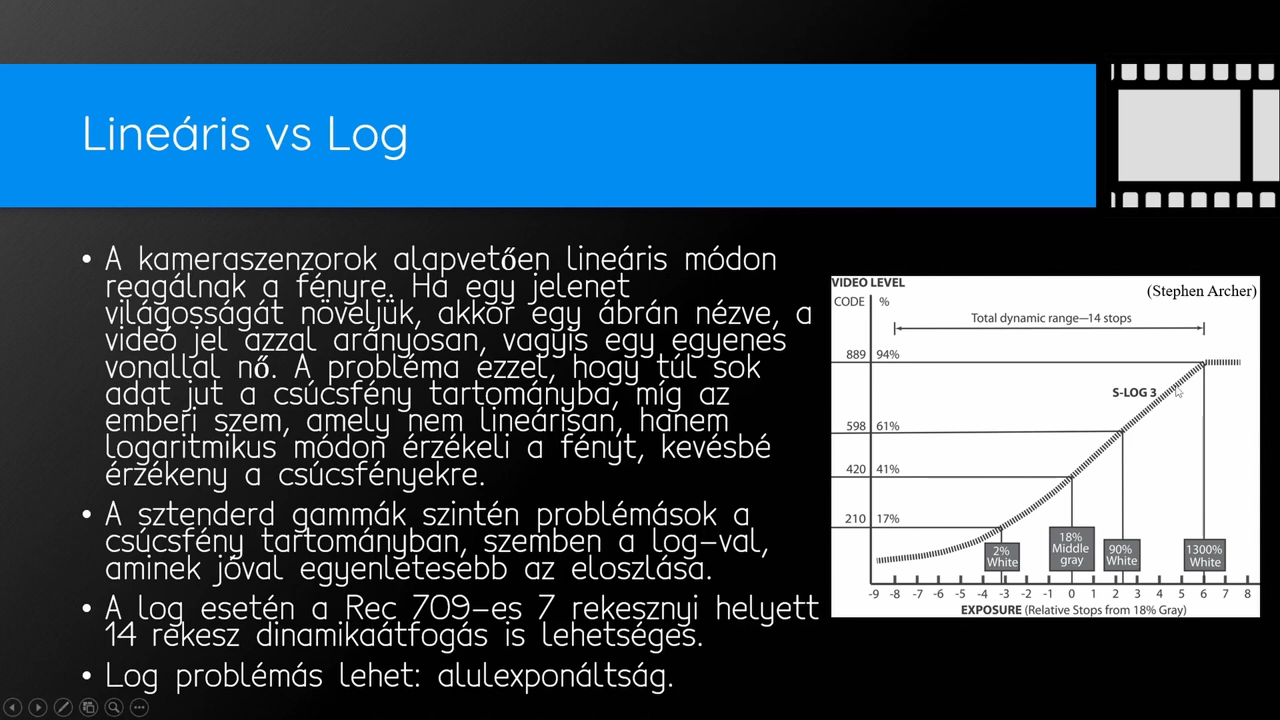 Lineáris vs Log
• A kameraszenzorok alapvetően lineáris módon
reagálnak a fényre. Ha egy jelenet
világosságát növeljük, akkor egy ábrán nézve, a
videó jel azzal arányosan, vagyis egy egyenes
vonallal nő. A probléma ezzel, hogy túl sok
adat jut a csúcsfény tartományba, míg az
emberi szem, amely nem lineárisan, hanem
logaritmikus módon érzékeli a fényt, kevésbé
érzékeny a csúcsfényekre.
• A sztenderd gammák szintén problémások a
csúcsfény tartományban, szemben a log-val,
aminek jóval egyenletesebb az eloszlása.
• A log esetén a Rec 709-es 7 rekesznyi helyett
14 rekesz dinamikaátfogás is lehetséges.
• Log problémás lehet: alulexponáltság.
VIDEO LEVEL
(Stephen Archer)
CODE %
Total dynamic range—14 stops
889 94%
S-LOG 3
598 61%
420 41%
210 17%
2% White
18% Middle gray
90% White
1300% White
-9 -8 -7 -6 -5 -4 -3 -2 -1 0 1 2 3 4 5 6 7 8
EXPOSURE (Relative Stops from 18% Gray)